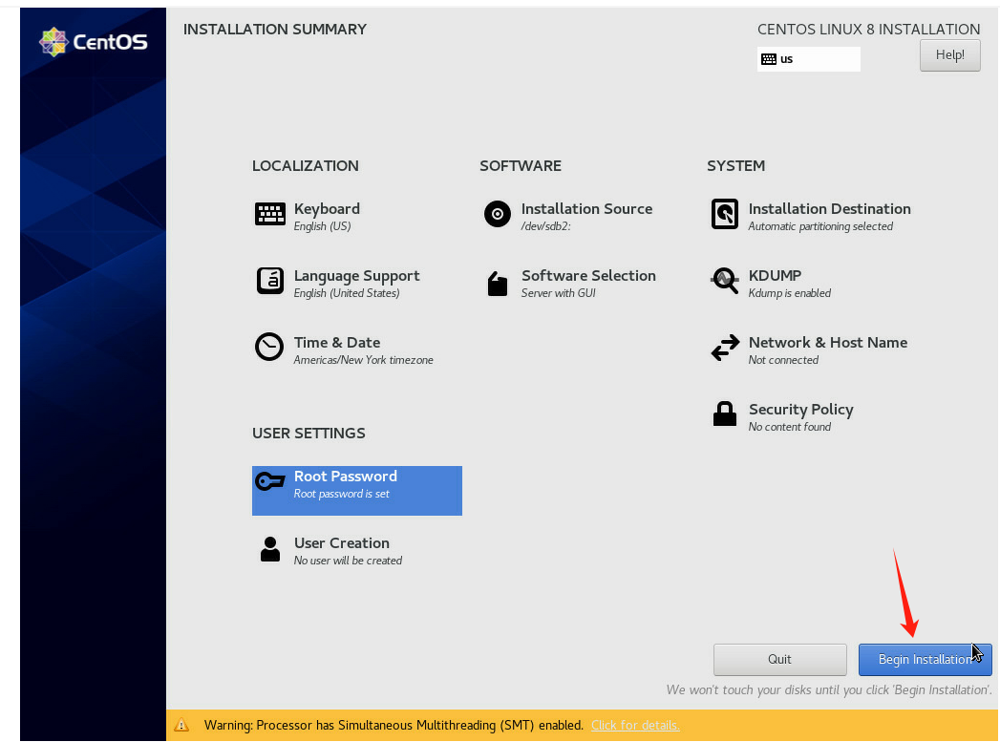 CentOS
INSTALLATION SUMMARY
CENTOS LINUX 8 INSTALLATION
us
Help!
LOCALIZATION
Keyboard
English (US)
Language Support
English (United States)
Time & Date
Americas/New York timezone
SOFTWARE
Installation Source
/dev/sdb2:
Software Selection
Server with GUI
SYSTEM
Installation Destination
Automatic partitioning selected
KDUMP
Kdump is enabled
Network & Host Name
Not connected
Security Policy
No content found
USER SETTINGS
Root Password
Root password is set
User Creation
No user will be created
Quit
Begin Installation
We won't touch your disks until you click 'Begin Installation'.
Warning: Processor has Simultaneous Multithreading (SMT) enabled. Click for details.